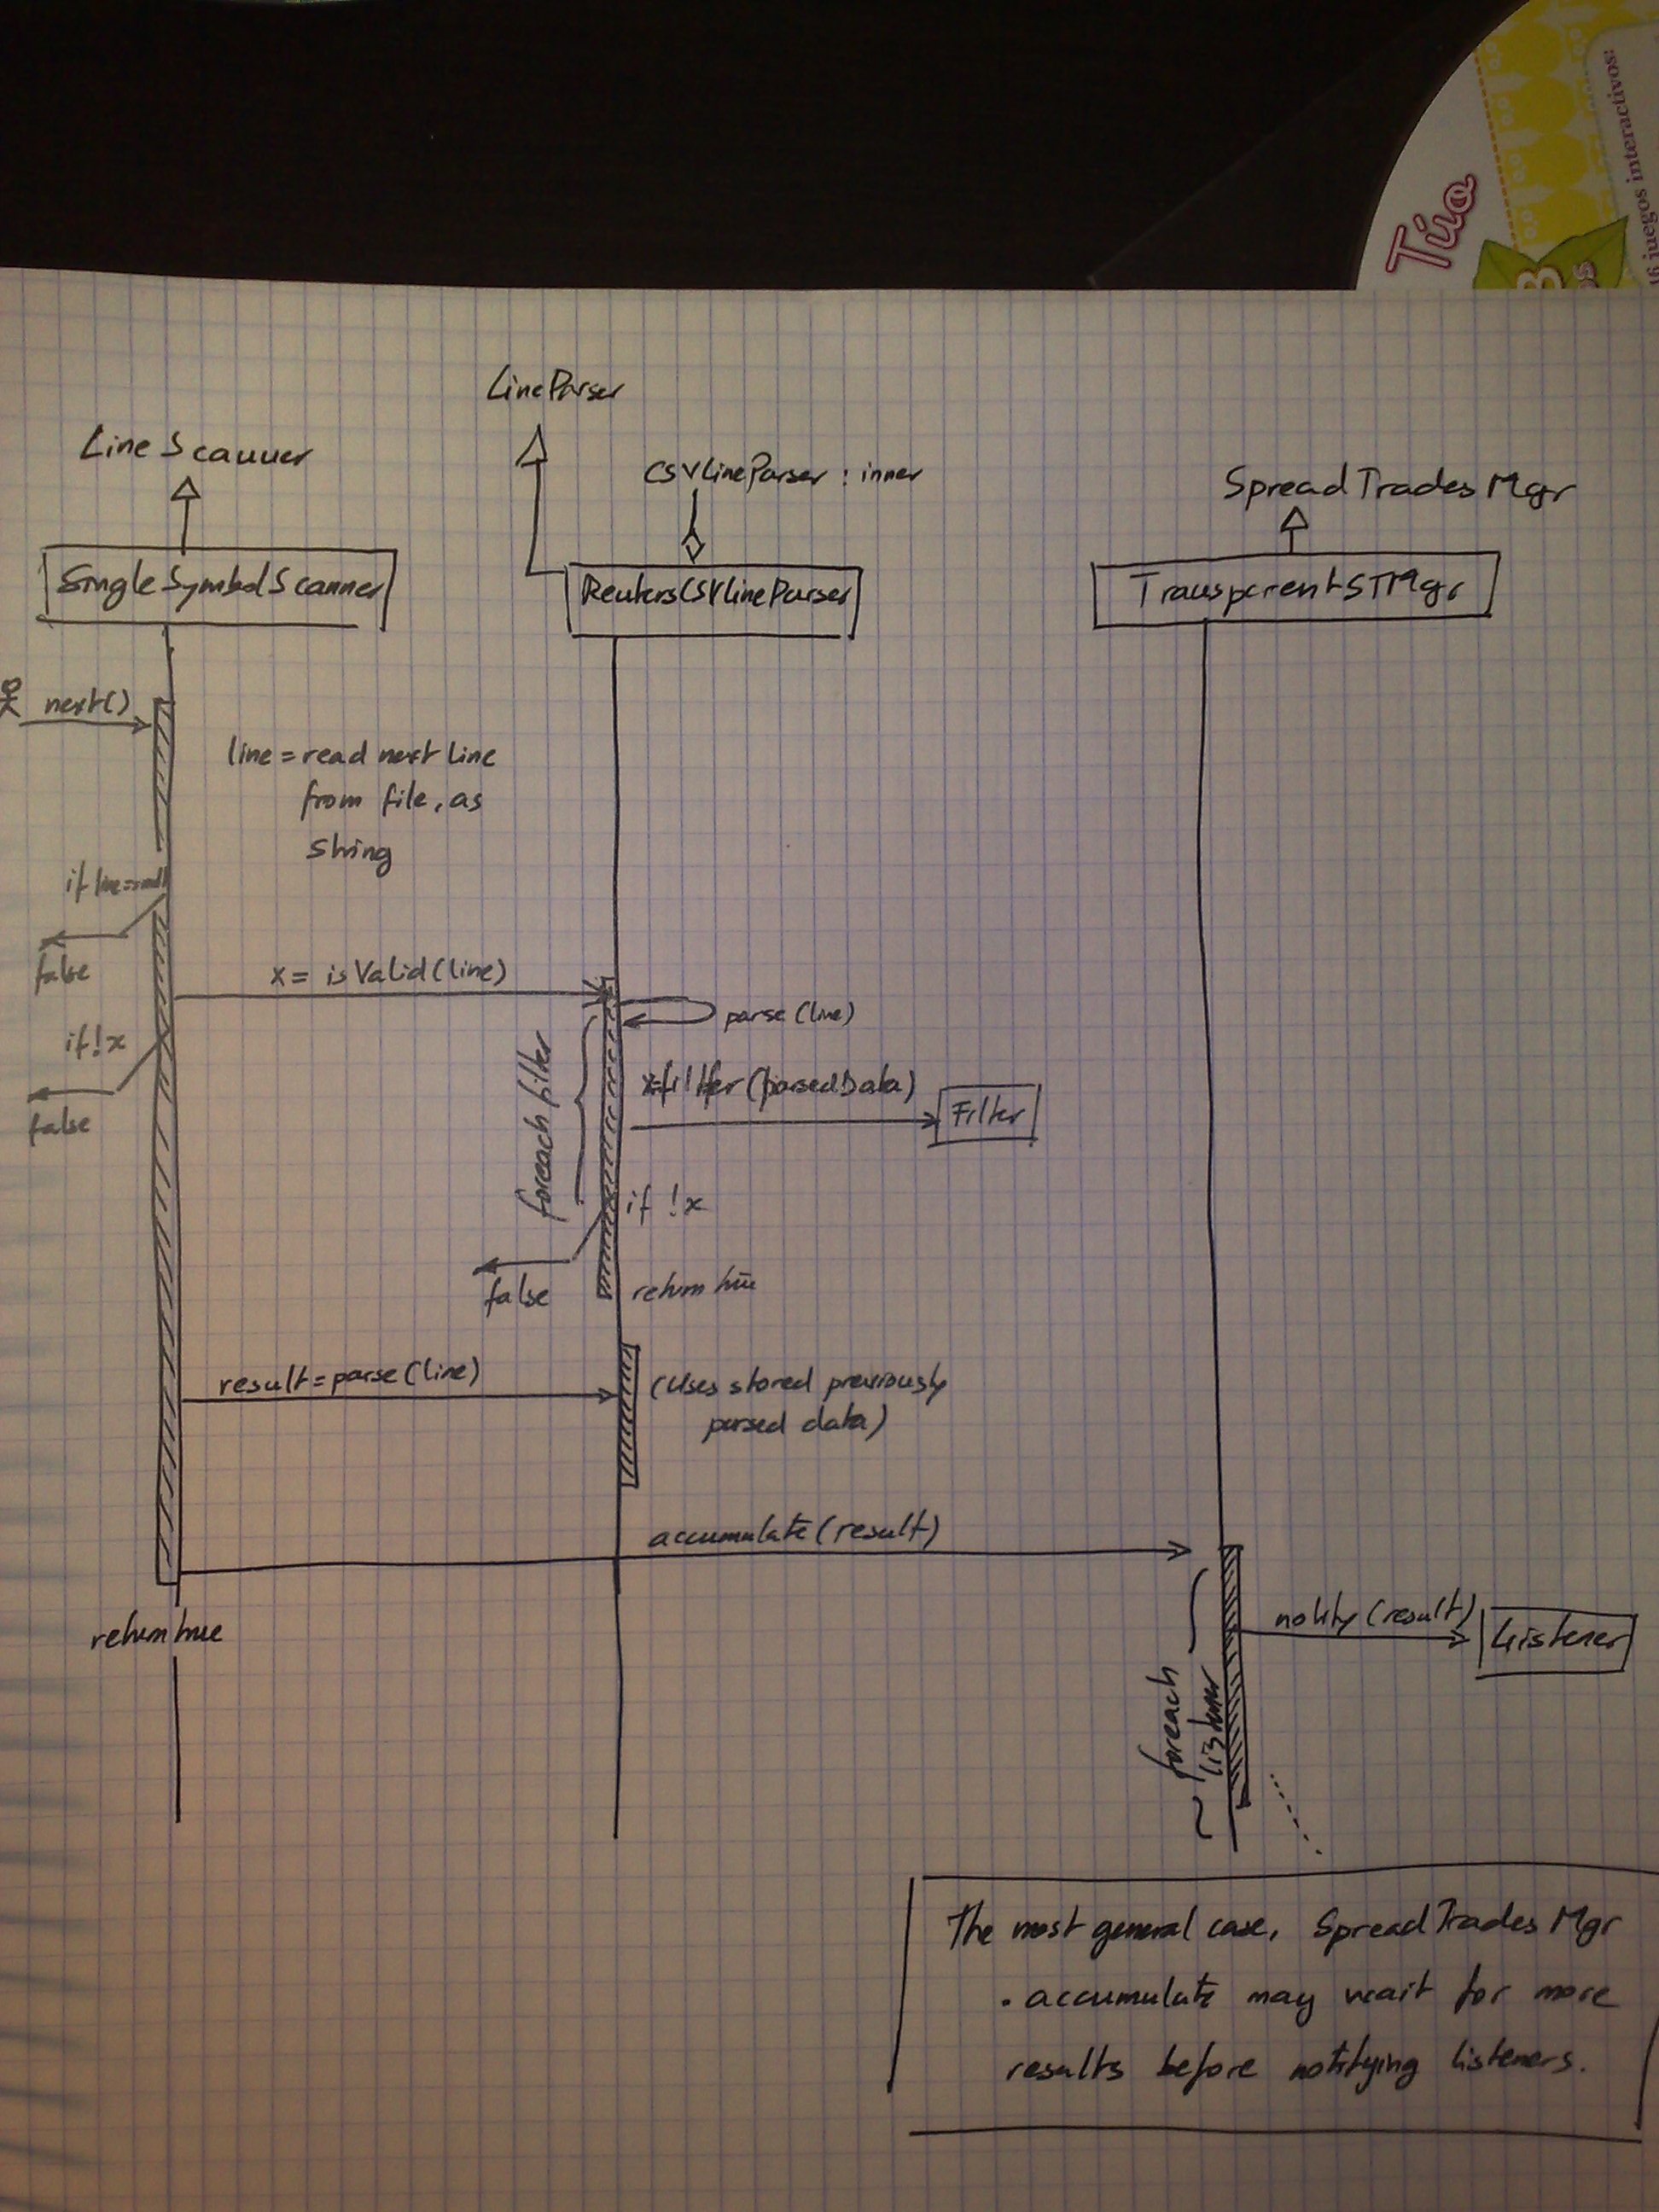 Túa
16 juegos interactivos:
LineParser
LineScanner
CSVLineParser : inner
SpreadTradesMgr
SingleSymbolScanner
ReutersCSVLineParser
TransparentSTMgr
next()
line = read next line
from file, as
string
if line==null
false
x = isValid(line)
parse(line)
if !x
false
foreach filter
x=filter(parsedData)
Filter
if !x
false
return true
result=parse(line)
(Uses stored previously
parsed data)
accumulate(result)
return true
notify(result)
Listener
foreach
listener
The most general case, SpreadTradesMgr
.accumulate may wait for more
results before notifying listeners.